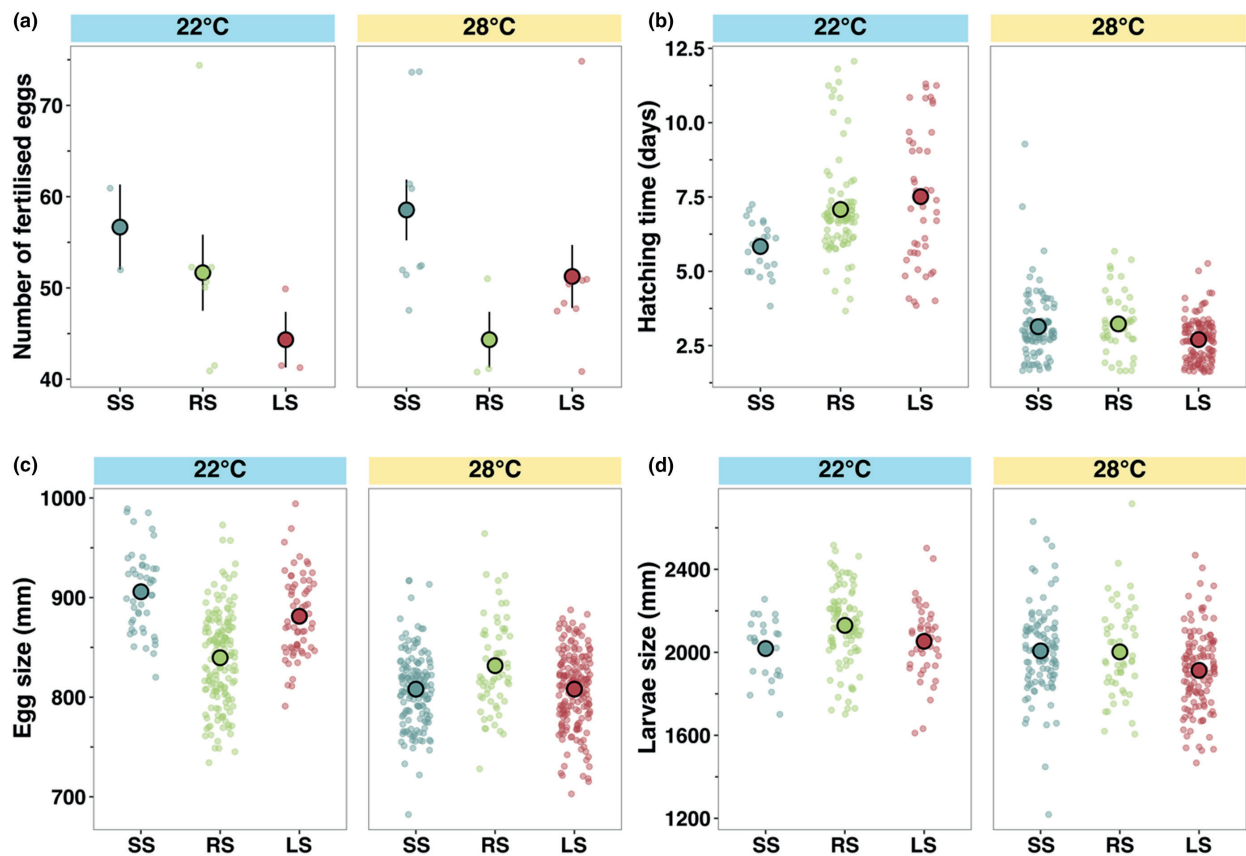 (a)
22°C
28°C
Number of fertilised eggs
70
60
50
40
SS
RS
LS
SS
RS
LS
(b)
22°C
28°C
Hatching time (days)
12.5
10.0
7.5
5.0
2.5
SS
RS
LS
SS
RS
LS
(c)
22°C
28°C
Egg size (mm)
1000
900
800
700
SS
RS
LS
SS
RS
LS
(d)
22°C
28°C
Larvae size (mm)
2400
2000
1600
1200
SS
RS
LS
SS
RS
LS